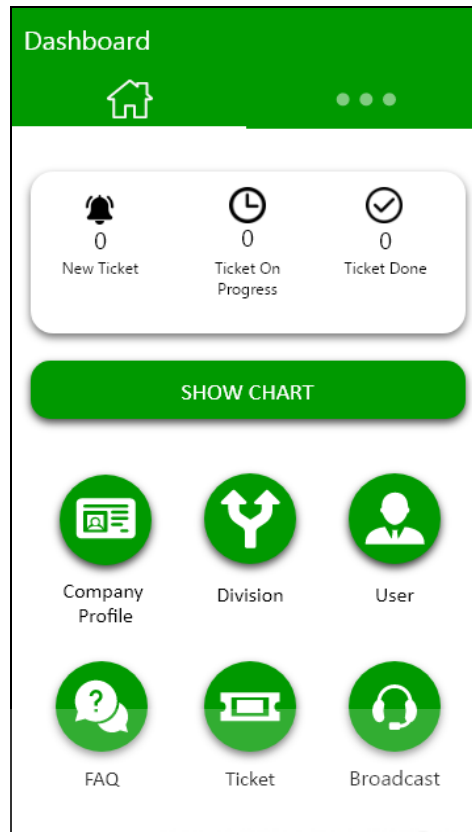 Dashboard
0 0 0
New Ticket Ticket On Ticket Done
Progress
SHOW CHART
Company Division User
Profile
?
FAQ Ticket Broadcast